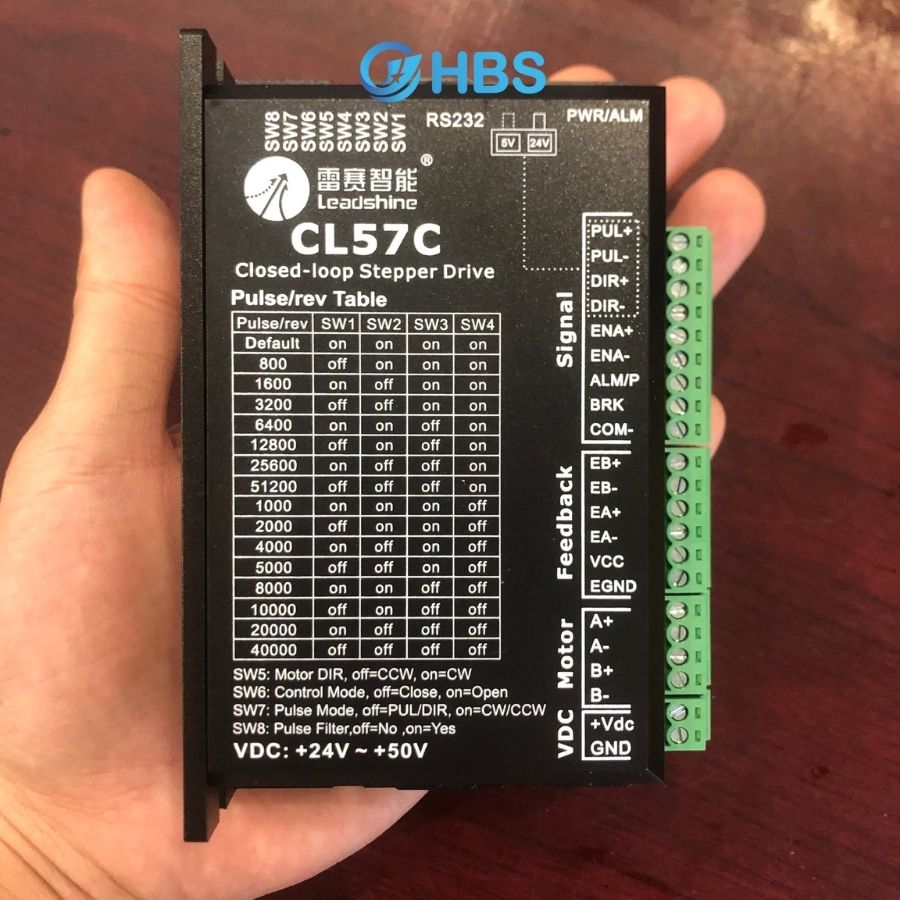 HBS
SW8
SW7
SW6
SW5
SW4
SW3
SW2
SW1
RS232
5V 24V
PWR/ALM
雷赛智能®
Leadshine
CL57C
Closed-loop Stepper Drive
Pulse/rev Table
Pulse/rev SW1 SW2 SW3 SW4
Default on on on on
800 off on on on
1600 on off on on
3200 off off on on
6400 on on off on
12800 off on off on
25600 on off off on
51200 off off off on
1000 on on on off
2000 off on on off
4000 on off on off
5000 off off on off
8000 on on off off
10000 off on off off
20000 on off off off
40000 off off off off
SW5: Motor DIR, off=CCW, on=CW
SW6: Control Mode, off=Close, on=Open
SW7: Pulse Mode, off=PUL/DIR, on=CW/CCW
SW8: Pulse Filter,off=No ,on=Yes
VDC: +24V ~ +50V
Signal
PUL+
PUL-
DIR+
DIR-
ENA+
ENA-
ALM/P
BRK
COM-
Feedback
EB+
EB-
EA+
EA-
VCC
EGND
Motor
A+
A-
B+
B-
VDC
+Vdc
GND